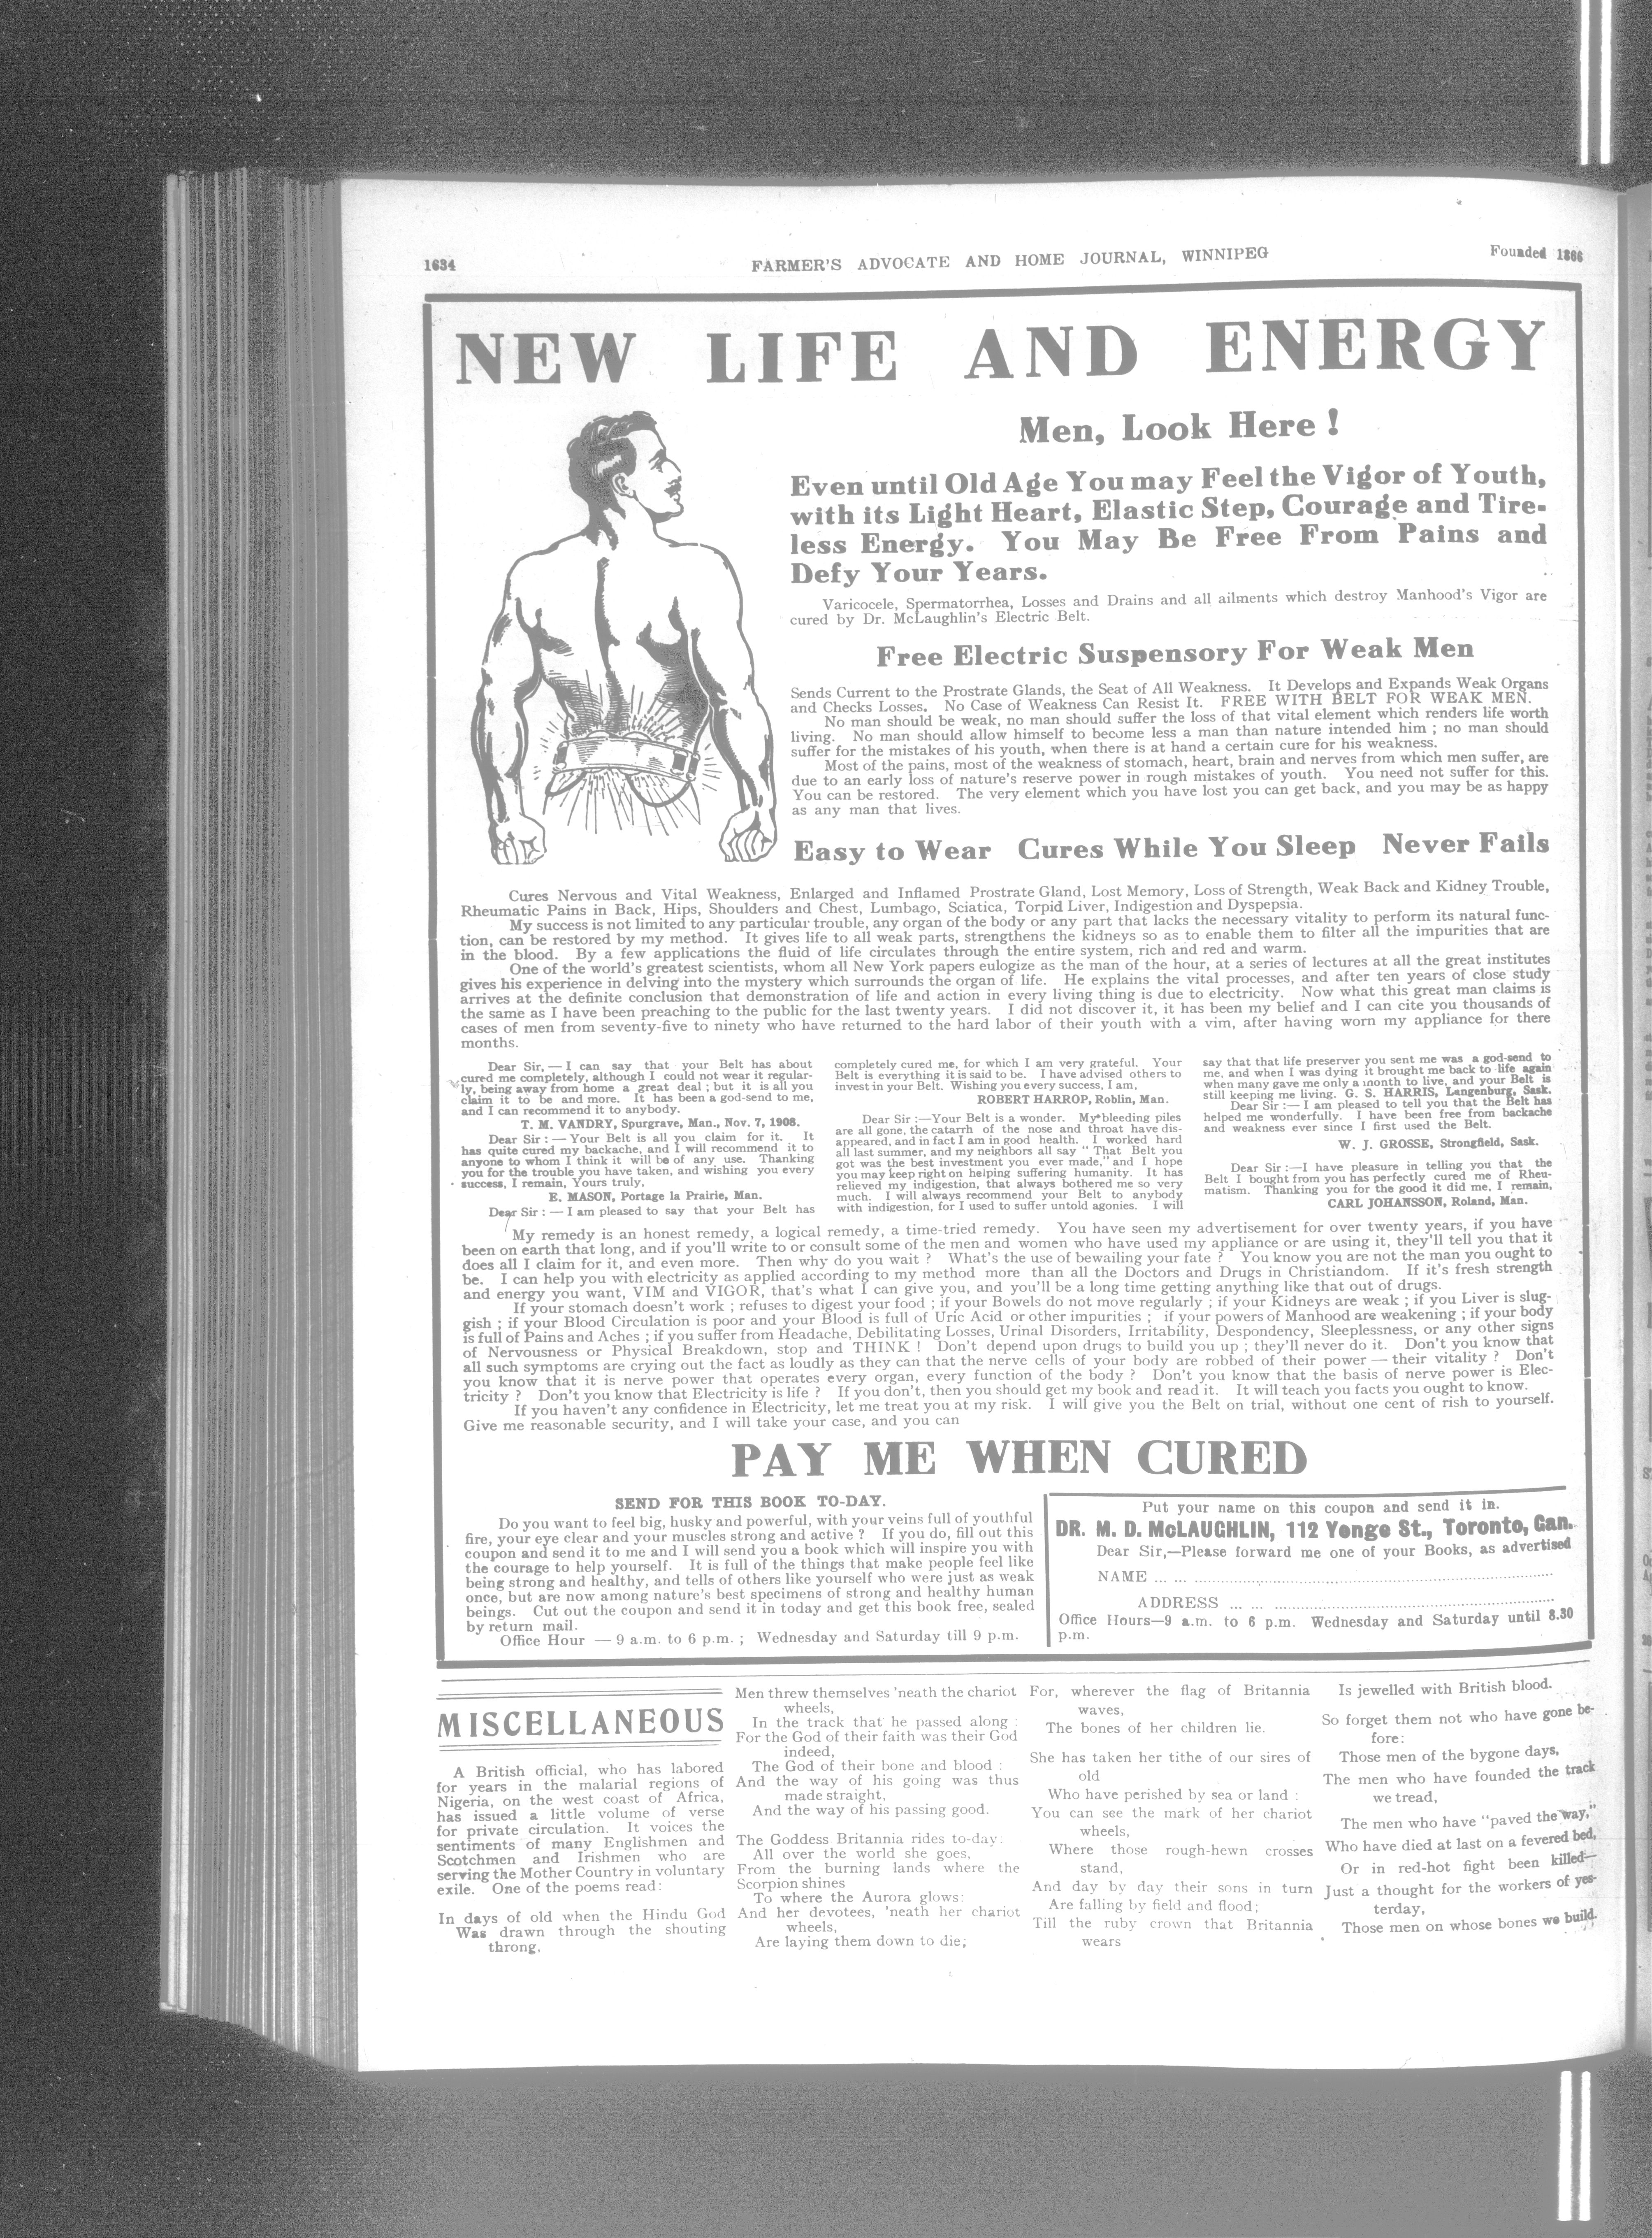 1634
FARMER'S ADVOCATE AND HOME JOURNAL, WINNIPEG
Founded 1866
NEW LIFE AND ENERGY
Men, Look Here !
Even until Old Age You may Feel the Vigor of Youth,
with its Light Heart, Elastic Step, Courage and Tire-
less Energy. You May Be Free From Pains and
Defy Your Years.
Varicocele, Spermatorrhea, Losses and Drains and all ailments which destroy Manhood's Vigor are
cured by Dr. McLaughlin's Electric Belt.
Free Electric Suspensory For Weak Men
Sends Current to the Prostrate Glands, the Seat of All Weakness. It Develops and Expands Weak Organs
and Checks Losses. No Case of Weakness Can Resist It. FREE WITH BELT FOR WEAK MEN.
No man should be weak, no man should suffer the loss of that vital element which renders life worth
living. No man should allow himself to become less a man than nature intended him ; no man should
suffer for the mistakes of his youth, when there is at hand a certain cure for his weakness.
Most of the pains, most of the weakness of stomach, heart, brain and nerves from which men suffer, are
due to an early loss of nature's reserve power in rough mistakes of youth. You need not suffer for this.
You can be restored. The very element which you have lost you can get back, and you may be as happy
as any man that lives.
Easy to Wear Cures While You Sleep Never Fails
Cures Nervous and Vital Weakness, Enlarged and Inflamed Prostrate Gland, Lost Memory, Loss of Strength, Weak Back and Kidney Trouble,
Rheumatic Pains in Back, Hips, Shoulders and Chest, Lumbago, Sciatica, Torpid Liver, Indigestion and Dyspepsia.
My success is not limited to any particular trouble, any organ of the body or any part that lacks the necessary vitality to perform its natural func-
tion, can be restored by my method. It gives life to all weak parts, strengthens the kidneys so as to enable them to filter all the impurities that are
in the blood. By a few applications the fluid of life circulates through the entire system, rich and red and warm.
One of the world's greatest scientists, whom all New York papers eulogize as the man of the hour, at a series of lectures at all the great institutes
gives his experience in delving into the mystery which surrounds the organ of life. He explains the vital processes, and after ten years of close study
arrives at the definite conclusion that demonstration of life and action in every living thing is due to electricity. Now what this great man claims is
the same as I have been preaching to the public for the last twenty years. I did not discover it, it has been my belief and I can cite you thousands of
cases of men from seventy-five to ninety who have returned to the hard labor of their youth with a vim, after having worn my appliance for there
months.
Dear Sir, — I can say that your Belt has about
cured me completely, although I could not wear it regular-
ly, being away from home a great deal ; but it is all you
claim it to be and more. It has been a god-send to me,
and I can recommend it to anybody.
T. M. VANDRY, Spurgrave, Man., Nov. 7, 1908.
Dear Sir : — Your Belt is all you claim for it. It
has quite cured my backache, and I will recommend it to
anyone to whom I think it will be of any use. Thanking
you for the trouble you have taken, and wishing you every
success, I remain, Yours truly,
E. MASON, Portage la Prairie, Man.
Dear Sir : — I am pleased to say that your Belt has
completely cured me, for which I am very grateful. Your
Belt is everything it is said to be. I have advised others to
invest in your Belt. Wishing you every success, I am,
ROBERT HARROP, Roblin, Man.
Dear Sir :—Your Belt is a wonder. My bleeding piles
are all gone, the catarrh of the nose and throat have dis-
appeared, and in fact I am in good health. I worked hard
all last summer, and my neighbors all say " That Belt you
got was the best investment you ever made," and I hope
you may keep right on helping suffering humanity. It has
relieved my indigestion, that always bothered me so very
much. I will always recommend your Belt to anybody
with indigestion, for I used to suffer untold agonies. I will
say that that life preserver you sent me was a god-send to
me, and when I was dying it brought me back to life again
when many gave me only a month to live, and your Belt is
still keeping me living. G. S. HARRIS, Langenburg, Sask.
Dear Sir :— I am pleased to tell you that the Belt has
helped me wonderfully. I have been free from backache
and weakness ever since I first used the Belt.
W. J. GROSSE, Strongfield, Sask.
Dear Sir :—I have pleasure in telling you that the
Belt I bought from you has perfectly cured me of Rheu-
matism. Thanking you for the good it did me, I remain,
CARL JOHANSSON, Roland, Man.
My remedy is an honest remedy, a logical remedy, a time-tried remedy. You have seen my advertisement for over twenty years, if you have
been on earth that long, and if you'll write to or consult some of the men and women who have used my appliance or are using it, they'll tell you that it
does all I claim for it, and even more. Then why do you wait ? What's the use of bewailing your fate ? You know you are not the man you ought to
be. I can help you with electricity as applied according to my method more than all the Doctors and Drugs in Christiandom. If it's fresh strength
and energy you want, VIM and VIGOR, that's what I can give you, and you'll be a long time getting anything like that out of drugs.
If your stomach doesn't work ; refuses to digest your food ; if your Bowels do not move regularly ; if your Kidneys are weak ; if you Liver is slug-
gish ; if your Blood Circulation is poor and your Blood is full of Uric Acid or other impurities ; if your powers of Manhood are weakening ; if your body
is full of Pains and Aches ; if you suffer from Headache, Debilitating Losses, Urinal Disorders, Irritability, Despondency, Sleeplessness, or any other signs
of Nervousness or Physical Breakdown, stop and THINK ! Don't depend upon drugs to build you up ; they'll never do it. Don't you know that
all such symptoms are crying out the fact as loudly as they can that the nerve cells of your body are robbed of their power — their vitality ? Don't
you know that it is nerve power that operates every organ, every function of the body ? Don't you know that the basis of nerve power is Elec-
tricity ? Don't you know that Electricity is life ? If you don't, then you should get my book and read it. It will teach you facts you ought to know.
If you haven't any confidence in Electricity, let me treat you at my risk. I will give you the Belt on trial, without one cent of rish to yourself.
Give me reasonable security, and I will take your case, and you can
PAY ME WHEN CURED
SEND FOR THIS BOOK TO-DAY.
Do you want to feel big, husky and powerful, with your veins full of youthful
fire, your eye clear and your muscles strong and active ? If you do, fill out this
coupon and send it to me and I will send you a book which will inspire you with
the courage to help yourself. It is full of the things that make people feel like
being strong and healthy, and tells of others like yourself who were just as weak
once, but are now among nature's best specimens of strong and healthy human
beings. Cut out the coupon and send it in today and get this book free, sealed
by return mail.
Office Hour — 9 a.m. to 6 p.m. ; Wednesday and Saturday till 9 p.m.
Put your name on this coupon and send it in.
DR. M. D. McLAUGHLIN, 112 Yonge St., Toronto, Can.
Dear Sir,—Please forward me one of your Books, as advertised
NAME
ADDRESS
Office Hours—9 a.m. to 6 p.m. Wednesday and Saturday until 8.30
p.m.
MISCELLANEOUS
A British official, who has labored
for years in the malarial regions of
Nigeria, on the west coast of Africa,
has issued a little volume of verse
for private circulation. It voices the
sentiments of many Englishmen and
Scotchmen and Irishmen who are
serving the Mother Country in voluntary
exile. One of the poems read:
In days of old when the Hindu God
Was drawn through the shouting
throng,
Men threw themselves 'neath the chariot
wheels,
In the track that he passed along :
For the God of their faith was their God
indeed,
The God of their bone and blood :
And the way of his going was thus
made straight,
And the way of his passing good.
The Goddess Britannia rides to-day:
All over the world she goes,
From the burning lands where the
Scorpion shines
To where the Aurora glows:
And her devotees, 'neath her chariot
wheels,
Are laying them down to die;
For, wherever the flag of Britannia
waves,
The bones of her children lie.
She has taken her tithe of our sires of
old
Who have perished by sea or land :
You can see the mark of her chariot
wheels,
Where those rough-hewn crosses
stand,
And day by day their sons in turn
Are falling by field and flood;
Till the ruby crown that Britannia
wears
Is jewelled with British blood.
So forget them not who have gone be-
fore:
Those men of the bygone days,
The men who have founded the track
we tread,
The men who have "paved the way,"
Who have died at last on a fevered bed,
Or in red-hot fight been killed—
Just a thought for the workers of yes-
terday,
Those men on whose bones we build.